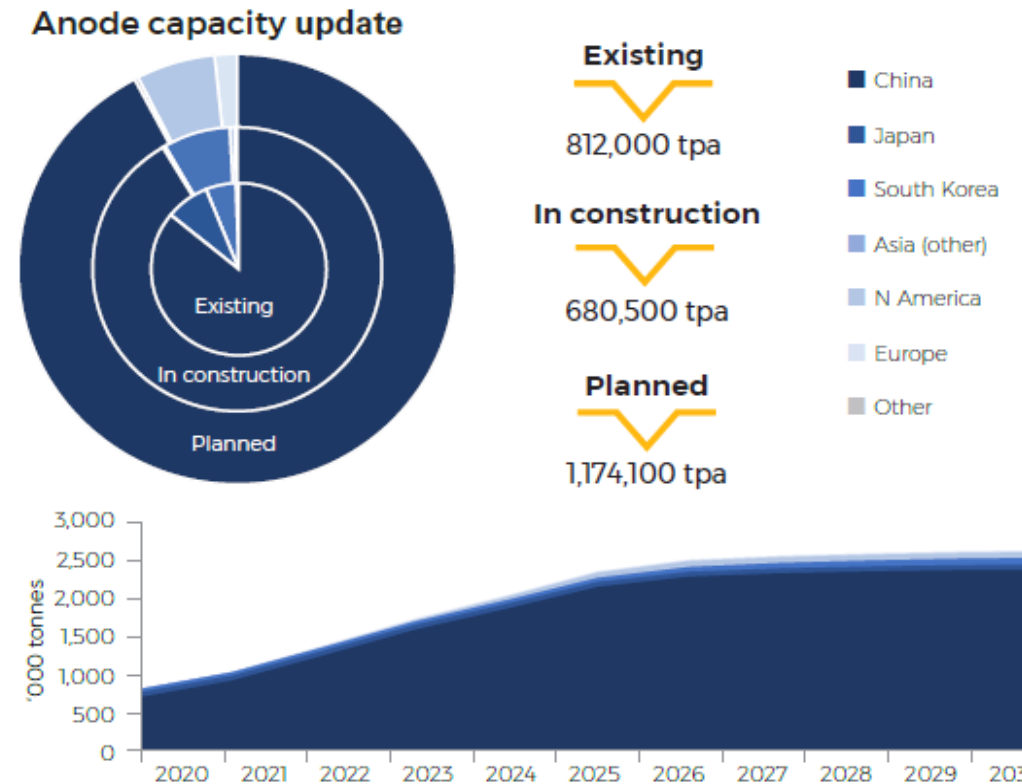 Anode capacity update
Existing
In construction
Planned
Existing
812,000 tpa
In construction
680,500 tpa
Planned
1,174,100 tpa
China
Japan
South Korea
Asia (other)
N America
Europe
Other
'000 tonnes
3,000
2,500
2,000
1,500
1,000
500
0
2020 2021 2022 2023 2024 2025 2026 2027 2028 2029